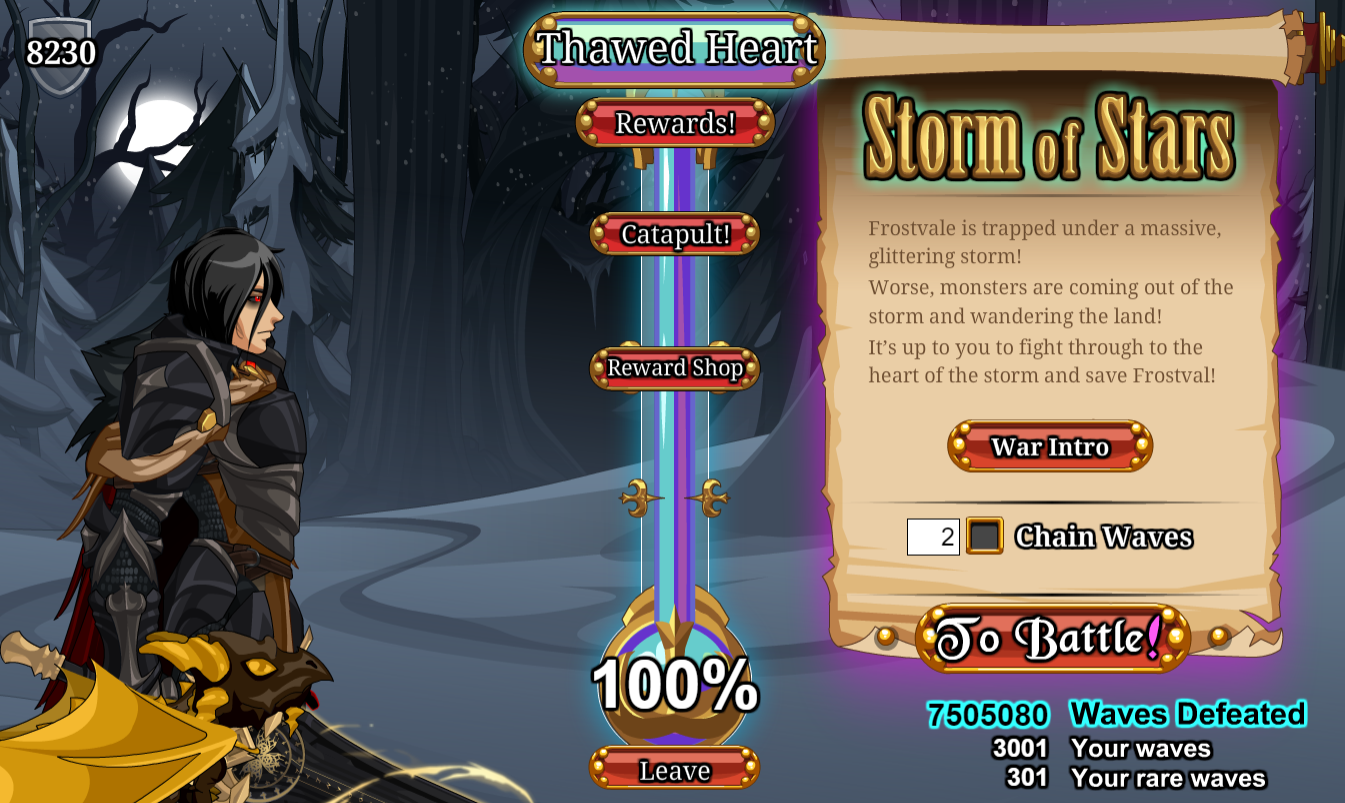 8230
Thawed Heart
Rewards!
Catapult!
Reward Shop
100%
Leave
Storm of Stars
Frostvale is trapped under a massive,
glittering storm!
Worse, monsters are coming out of the
storm and wandering the land!
It’s up to you to fight through to the
heart of the storm and save Frostval!
War Intro
2 Chain Waves
To Battle!
7505080 Waves Defeated
3001 Your waves
301 Your rare waves